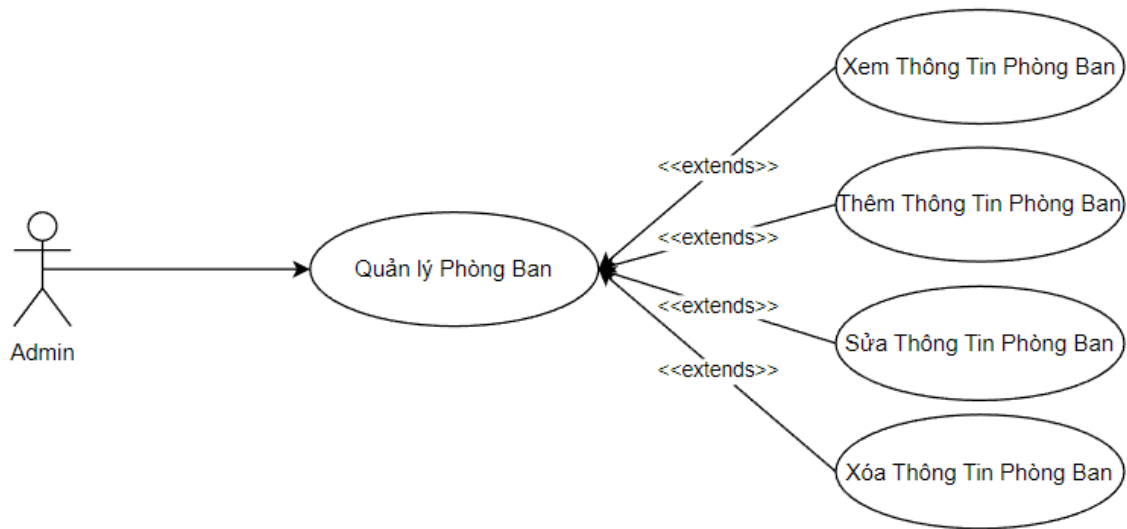 Xem Thông Tin Phòng Ban
<<extends>>
Thêm Thông Tin Phòng Ban
<<extends>>
Quản lý Phòng Ban
<<extends>>
Sửa Thông Tin Phòng Ban
Admin
<<extends>>
Xóa Thông Tin Phòng Ban